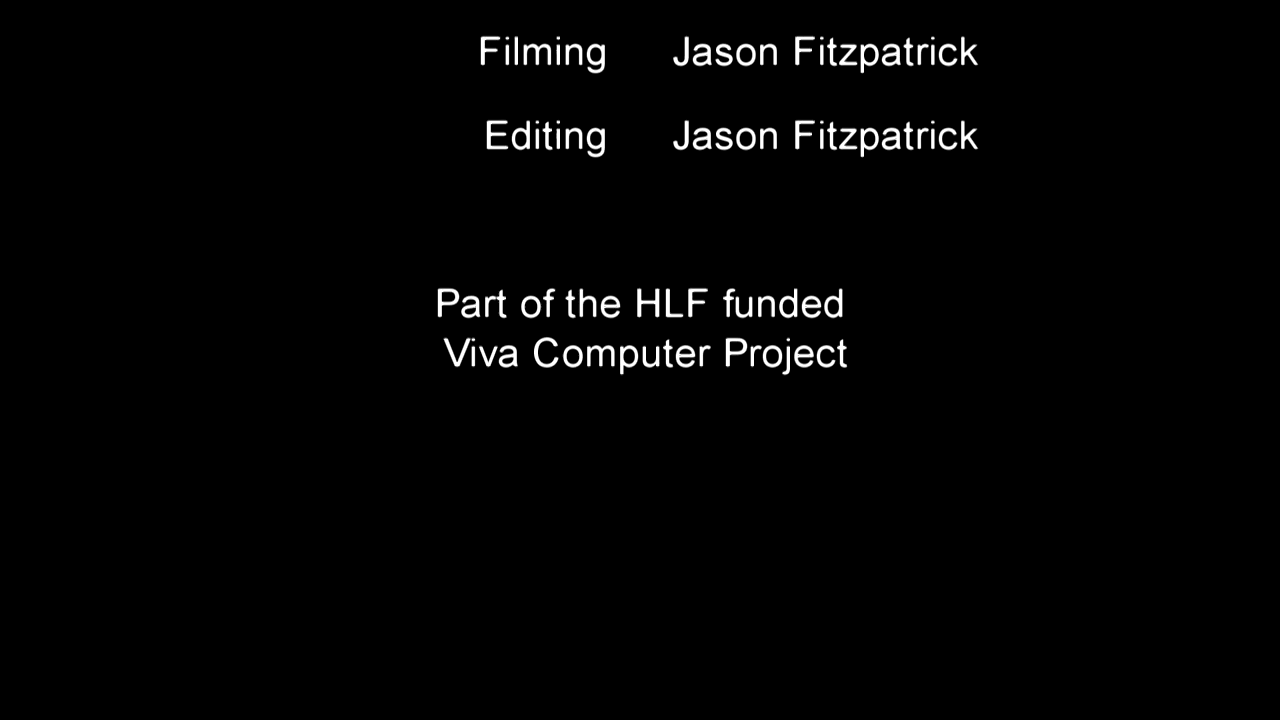 Filming Jason Fitzpatrick
Editing Jason Fitzpatrick
Part of the HLF funded
Viva Computer Project